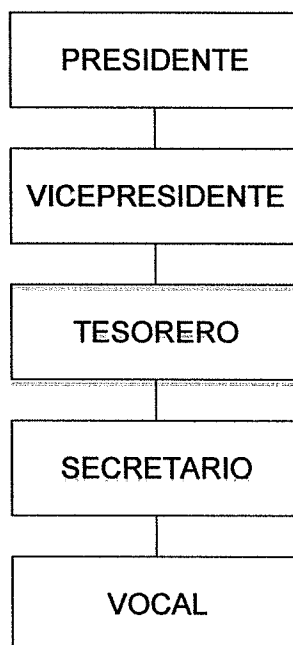 PRESIDENTE
VICEPRESIDENTE
TESORERO
SECRETARIO
VOCAL